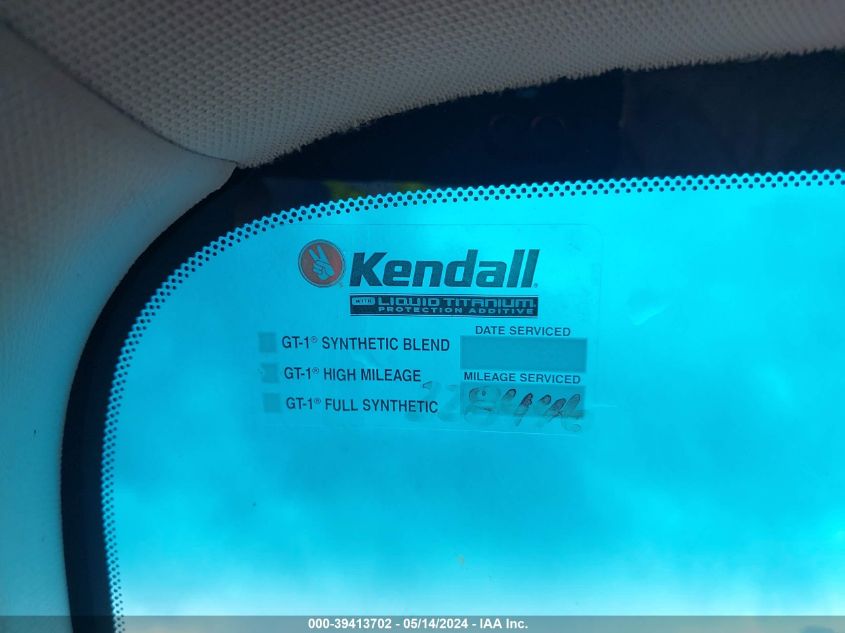 Kendall
WITH LIQUID TITANIUM
PROTECTION ADDITIVE
DATE SERVICED
GT-1® SYNTHETIC BLEND
GT-1® HIGH MILEAGE
MILEAGE SERVICED
GT-1® FULL SYNTHETIC
000-39413702 - 05/14/2024 - IAA Inc.